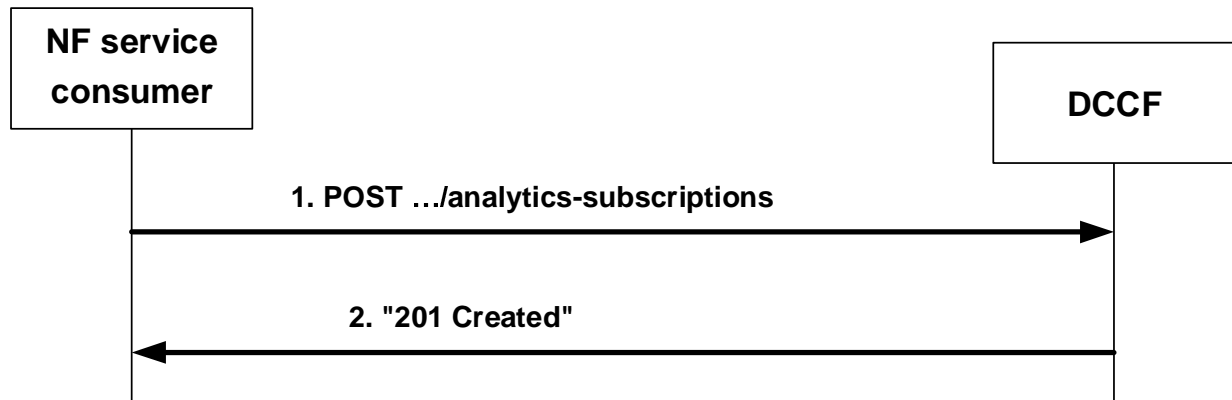 NF service
consumer
DCCF
1. POST …/analytics-subscriptions
2. "201 Created"